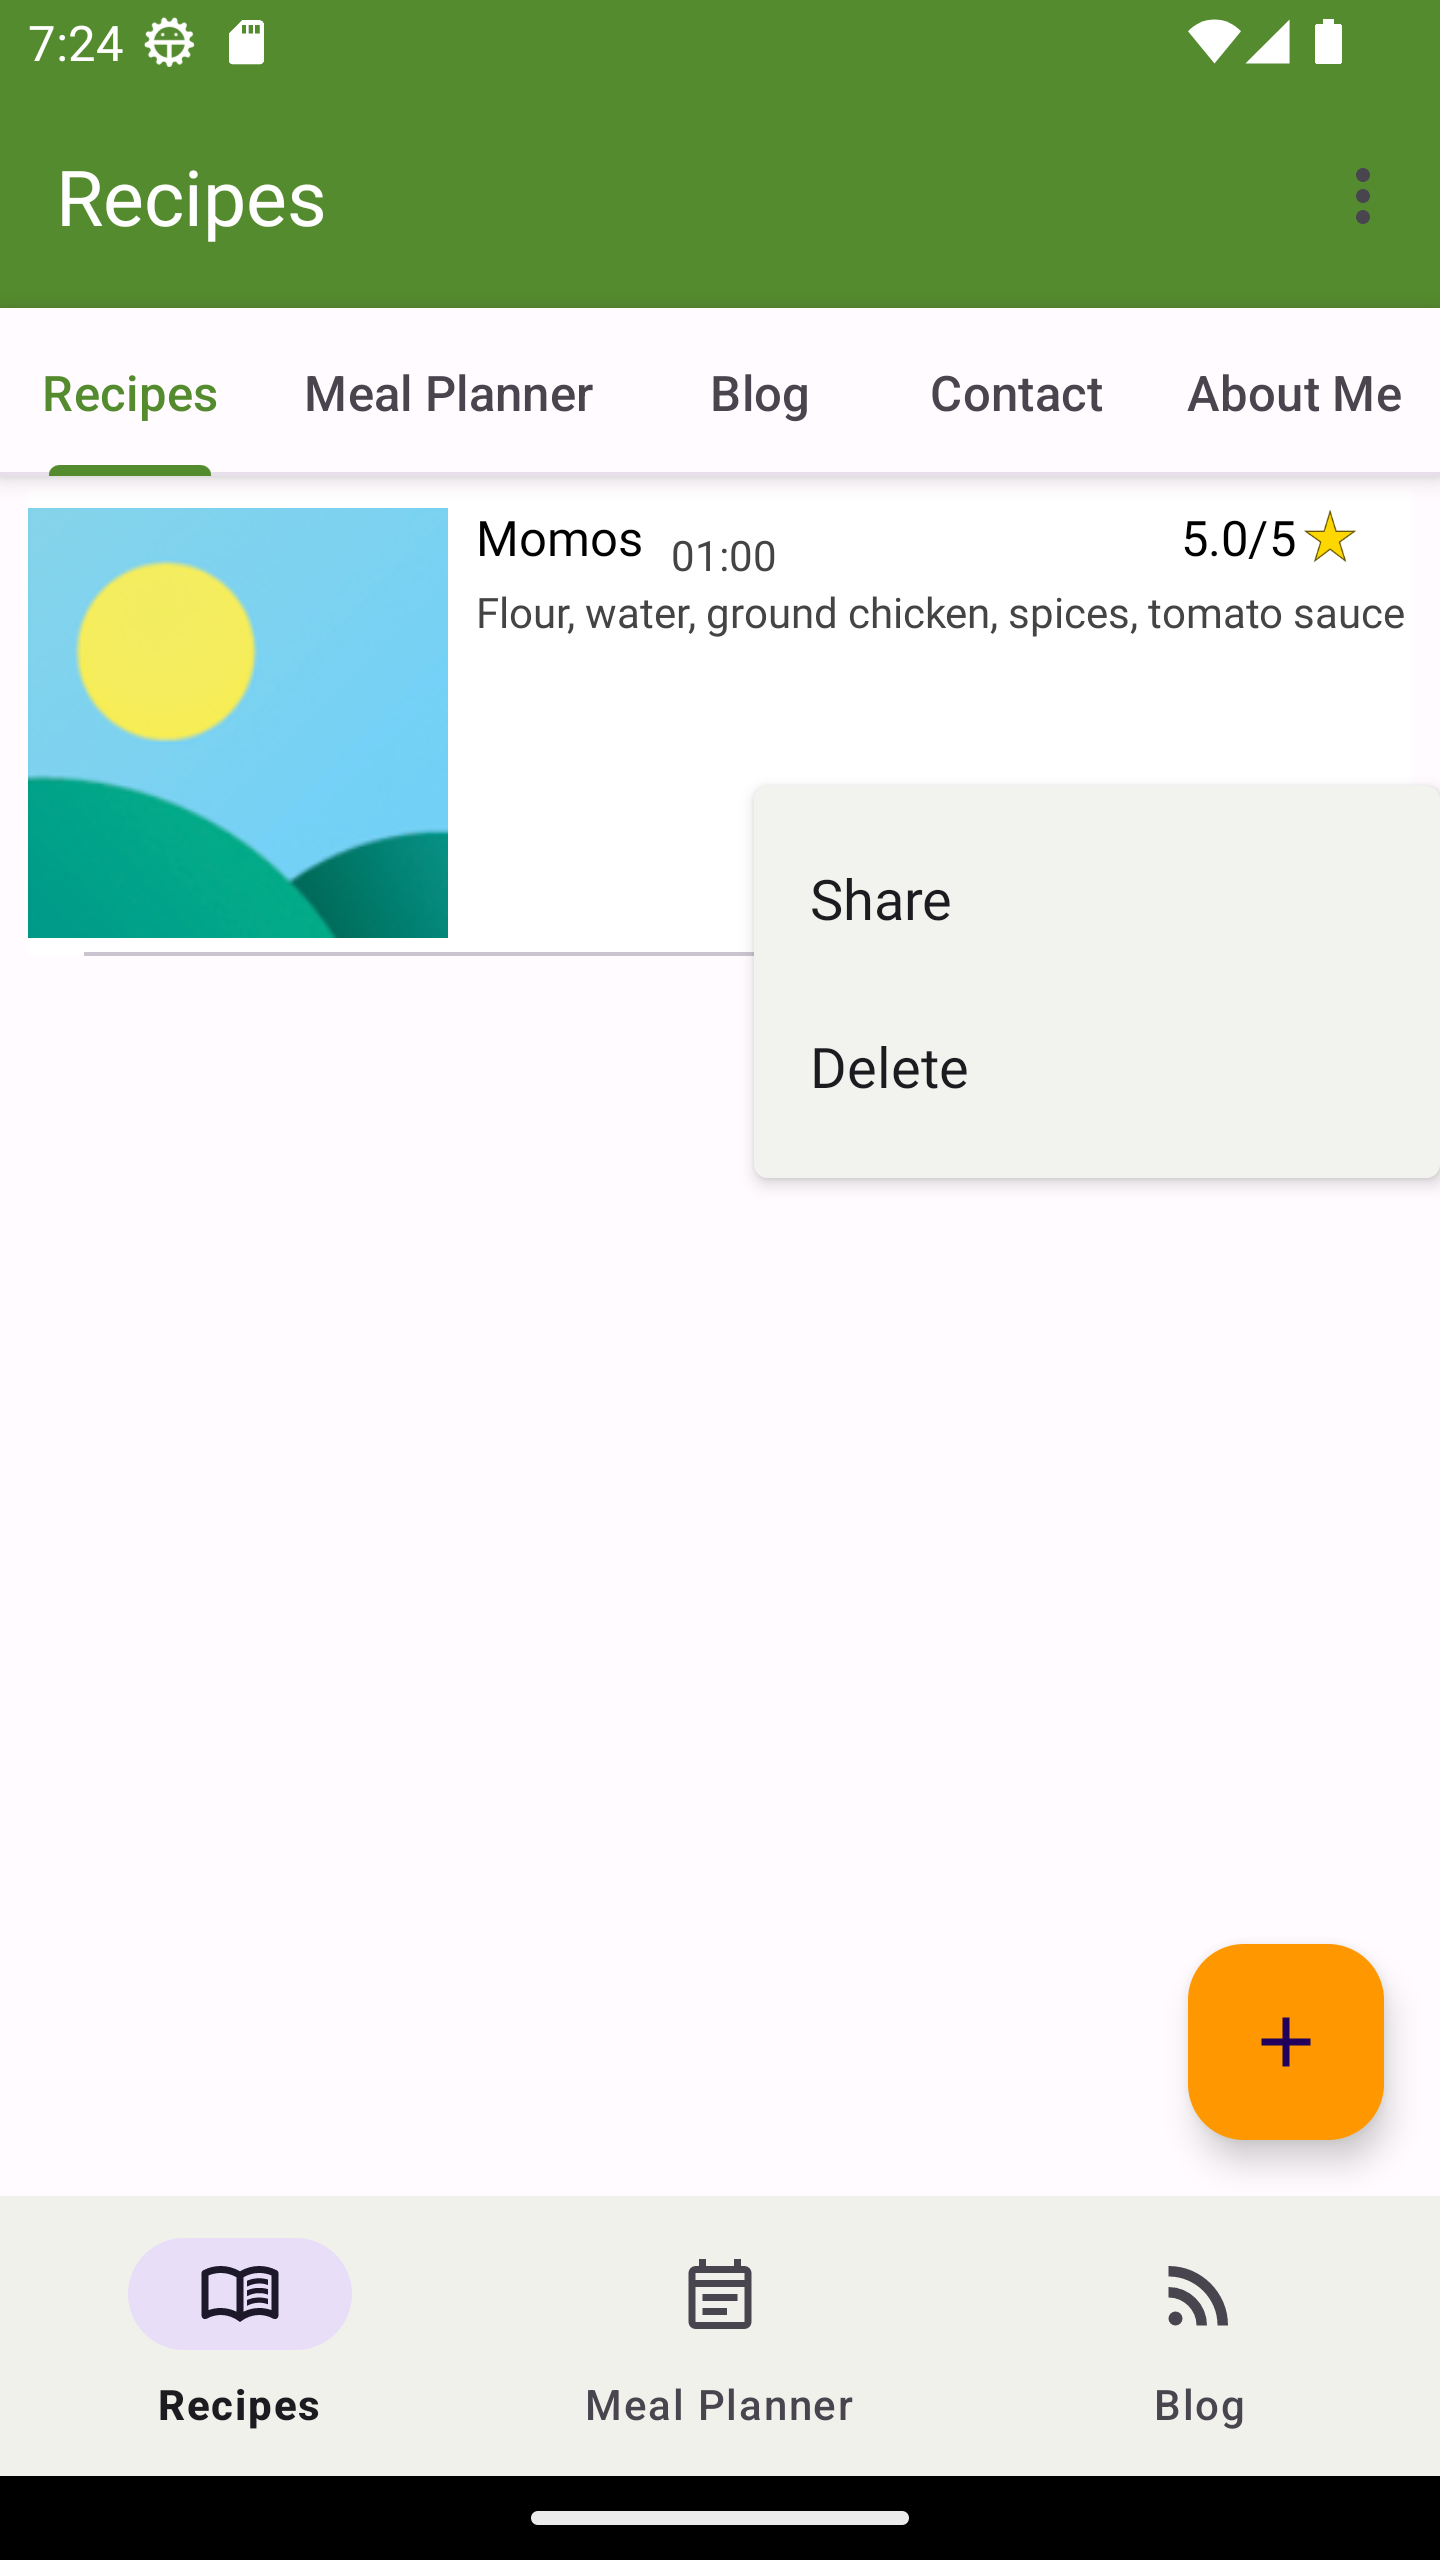 7:24
Recipes
Recipes Meal Planner Blog Contact About Me
Momos 01:00 5.0/5
Flour, water, ground chicken, spices, tomato sauce
Share
Delete
Recipes Meal Planner Blog